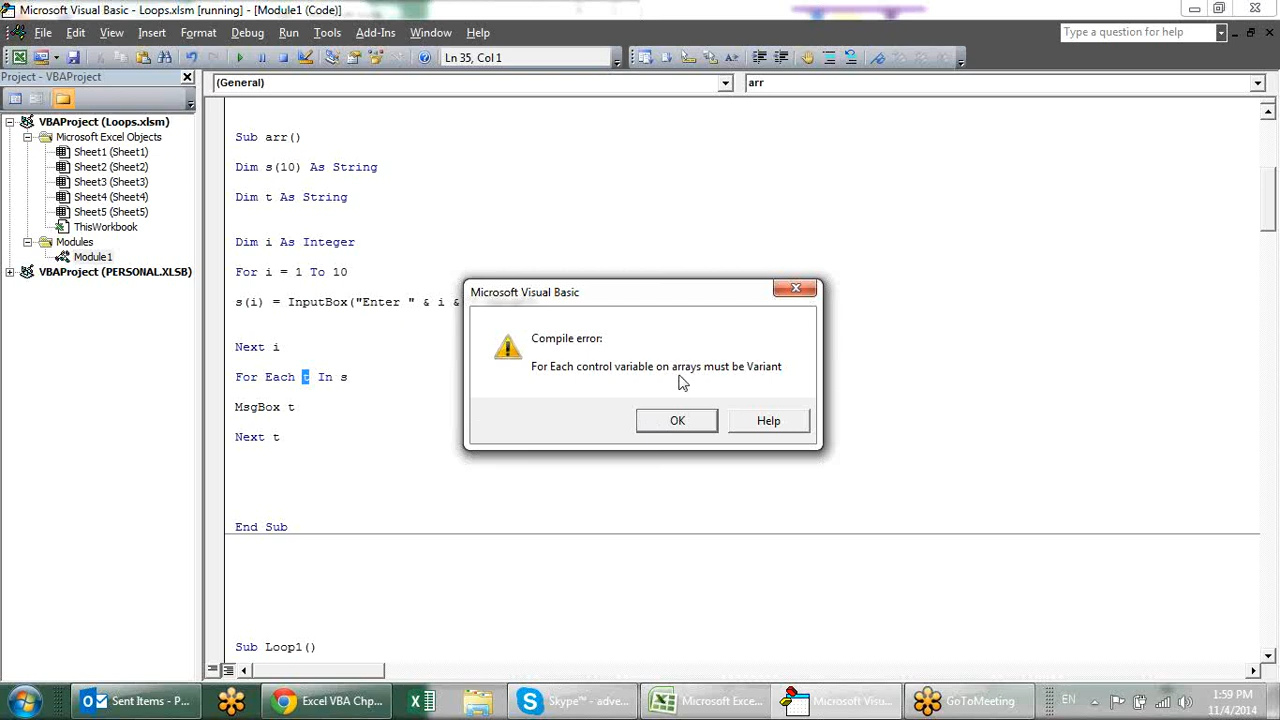 Microsoft Visual Basic - Loops.xlsm [running] - [Module1 (Code)]
File Edit View Insert Format Debug Run Tools Add-Ins Window Help
Type a question for help
Ln 35, Col 1
Project - VBAProject
(General)
arr
VBAProject (Loops.xlsm)
Microsoft Excel Objects
Sheet1 (Sheet1)
Sheet2 (Sheet2)
Sheet3 (Sheet3)
Sheet4 (Sheet4)
Sheet5 (Sheet5)
ThisWorkbook
Modules
Module1
VBAProject (PERSONAL.XLSB)
Sub arr()
Dim s(10) As String
Dim t As String
Dim i As Integer
For i = 1 To 10
s(i) = InputBox("Enter " & i &
Next i
For Each t In s
MsgBox t
Next t
End Sub
Sub Loop1()
Microsoft Visual Basic
Compile error:
For Each control variable on arrays must be Variant
OK
Help
Sent Items - P...
Excel VBA Chp...
Skype™ - adve...
Microsoft Exce...
Microsoft Visu...
GoToMeeting
EN
1:59 PM
11/4/2014